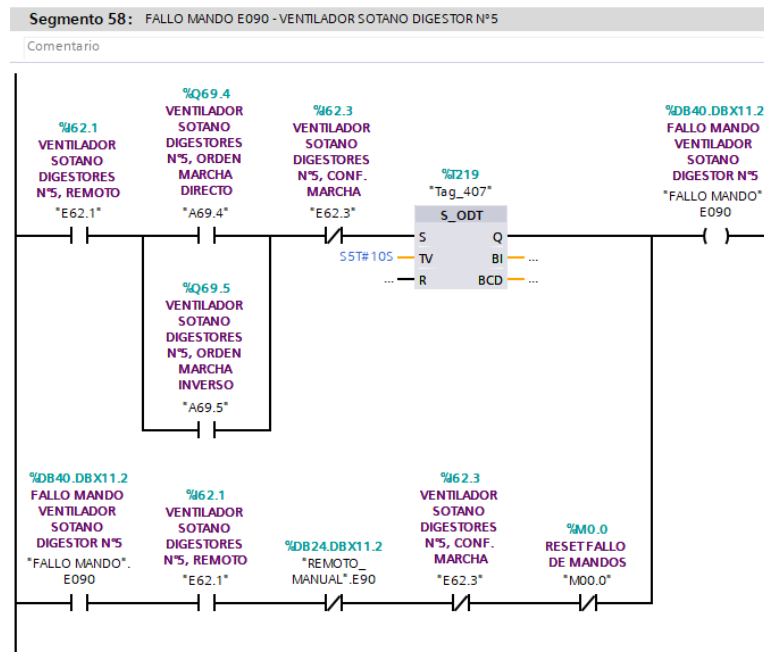 Segmento 58: FALLO MANDO E090 - VENTILADOR SOTANO DIGESTOR Nº5
Comentario
%I62.1
VENTILADOR
SOTANO
DIGESTORES
Nº5, REMOTO
"E62.1"
%Q69.4
VENTILADOR
SOTANO
DIGESTORES
Nº5, ORDEN
MARCHA
DIRECTO
"A69.4"
%I62.3
VENTILADOR
SOTANO
DIGESTORES
Nº5, CONF.
MARCHA
"E62.3"
%T219
"Tag_407"
S_ODT
S Q
S5T#10S TV BI ...
... R BCD ...
%DB40.DBX11.2
FALLO MANDO
VENTILADOR
SOTANO
DIGESTOR Nº5
"FALLO MANDO"
E090
%Q69.5
VENTILADOR
SOTANO
DIGESTORES
Nº5, ORDEN
MARCHA
INVERSO
"A69.5"
%DB40.DBX11.2
FALLO MANDO
VENTILADOR
SOTANO
DIGESTOR Nº5
"FALLO MANDO".
E090
%I62.1
VENTILADOR
SOTANO
DIGESTORES
Nº5, REMOTO
"E62.1"
%DB24.DBX11.2
"REMOTO_
MANUAL".E90
%I62.3
VENTILADOR
SOTANO
DIGESTORES
Nº5, CONF.
MARCHA
"E62.3"
%M0.0
RESET FALLO
DE MANDOS
"M00.0"